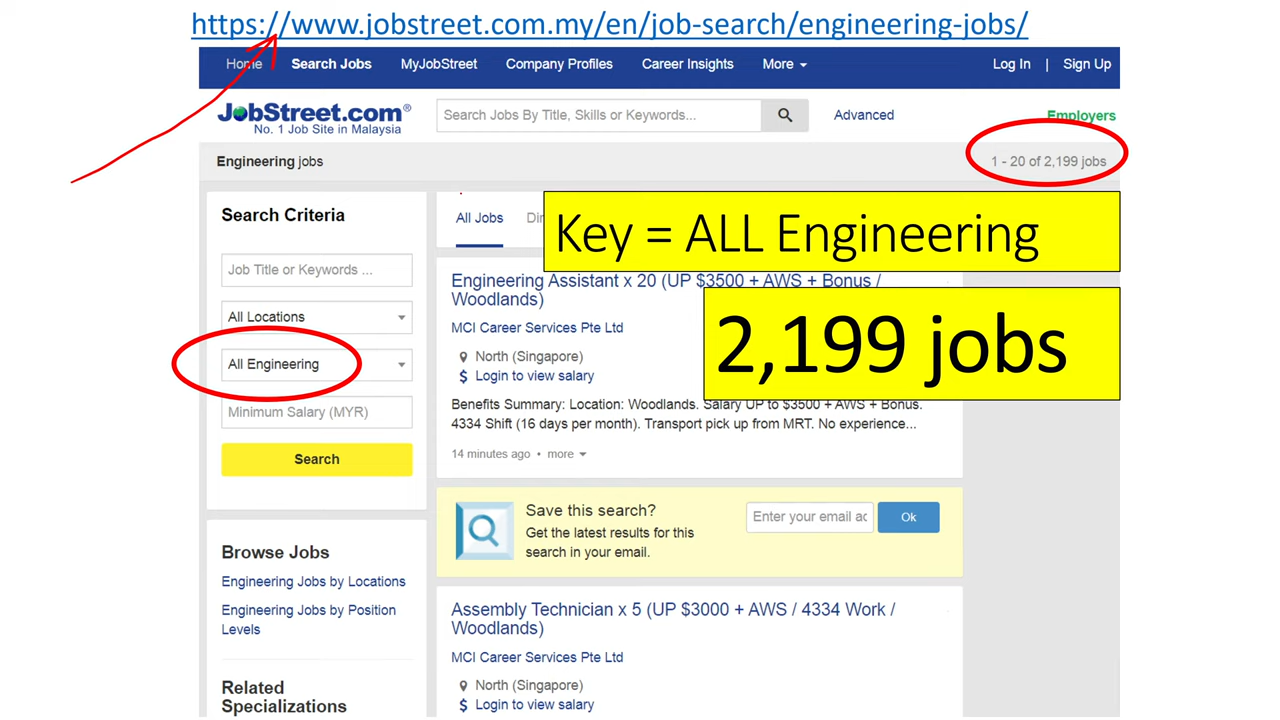 https://www.jobstreet.com.my/en/job-search/engineering-jobs/
Home Search Jobs MyJobStreet Company Profiles Career Insights More Log In | Sign Up
JobStreet.com®
No. 1 Job Site in Malaysia
Search Jobs By Title, Skills or Keywords...
Advanced
Employers
Engineering jobs
1 - 20 of 2,199 jobs
Search Criteria
Job Title or Keywords ...
All Locations
All Engineering
Minimum Salary (MYR)
Search
Browse Jobs
Engineering Jobs by Locations
Engineering Jobs by Position
Levels
Related
Specializations
All Jobs
Key = ALL Engineering
2,199 jobs
Engineering Assistant x 20 (UP $3500 + AWS + Bonus /
Woodlands)
MCI Career Services Pte Ltd
North (Singapore)
$ Login to view salary
Benefits Summary: Location: Woodlands. Salary UP to $3500 + AWS + Bonus.
4334 Shift (16 days per month). Transport pick up from MRT. No experience...
14 minutes ago • more
Save this search?
Get the latest results for this
search in your email.
Enter your email ad
Ok
Assembly Technician x 5 (UP $3000 + AWS / 4334 Work /
Woodlands)
MCI Career Services Pte Ltd
North (Singapore)
$ Login to view salary